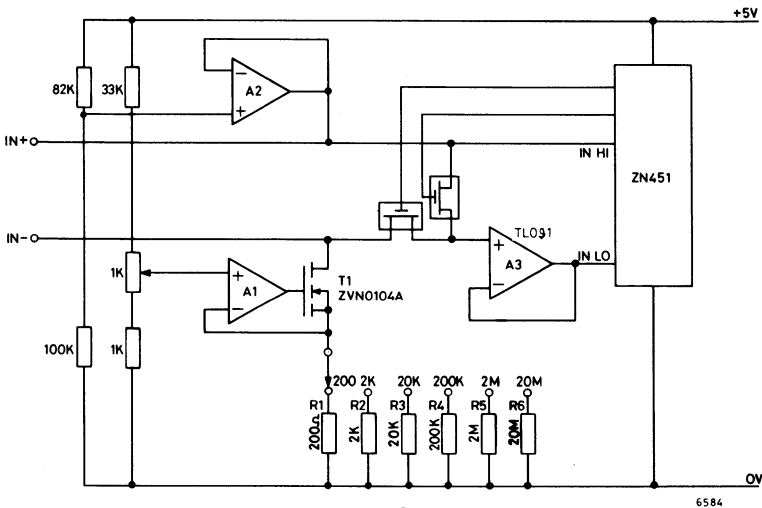 +5V
82K
33K
A2
IN+
IN HI
ZN451
IN-
TL091
A3
IN LO
1K
A1
T1
ZVN0104A
100K
1K
200 2K 20K 200K 2M 20M
R1 R2 R3 R4 R5 R6
200Ω 2K 20K 200K 2M 20M
0V
6584